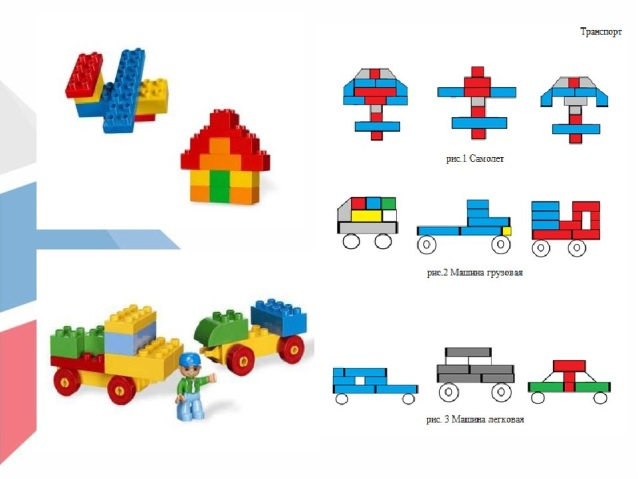 Транспорт
рис.1 Самолет
рис.2 Машина грузовая
рис. 3 Машина легковая